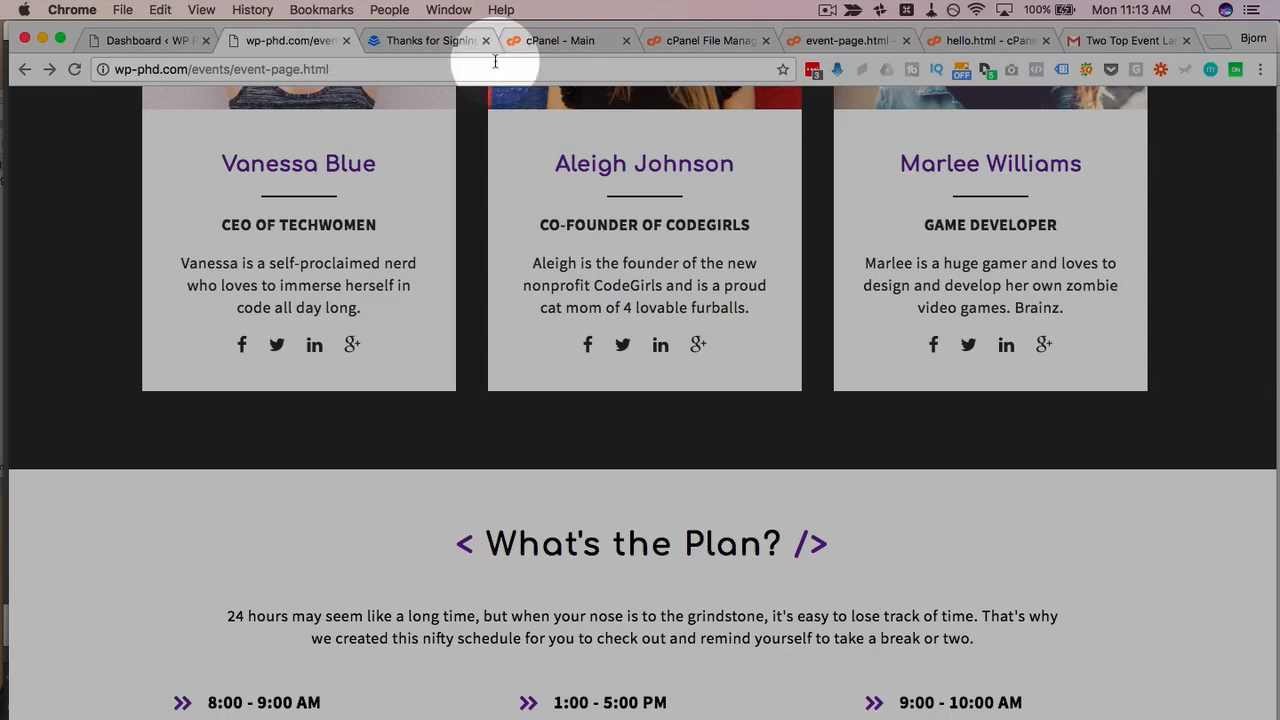 Chrome File Edit View History Bookmarks People Window Help 100% Mon 11:13 AM
Dashboard ‹ WP P wp-phd.com/even Thanks for Signing cPanel - Main cPanel File Manag event-page.html - hello.html - cPane Two Top Event Lan Bjorn
wp-phd.com/events/event-page.html
Vanessa Blue
CEO OF TECHWOMEN
Vanessa is a self-proclaimed nerd
who loves to immerse herself in
code all day long.
Aleigh Johnson
CO-FOUNDER OF CODEGIRLS
Aleigh is the founder of the new
nonprofit CodeGirls and is a proud
cat mom of 4 lovable furballs.
Marlee Williams
GAME DEVELOPER
Marlee is a huge gamer and loves to
design and develop her own zombie
video games. Brainz.
< What's the Plan? />
24 hours may seem like a long time, but when your nose is to the grindstone, it's easy to lose track of time. That's why
we created this nifty schedule for you to check out and remind yourself to take a break or two.
8:00 - 9:00 AM 1:00 - 5:00 PM 9:00 - 10:00 AM